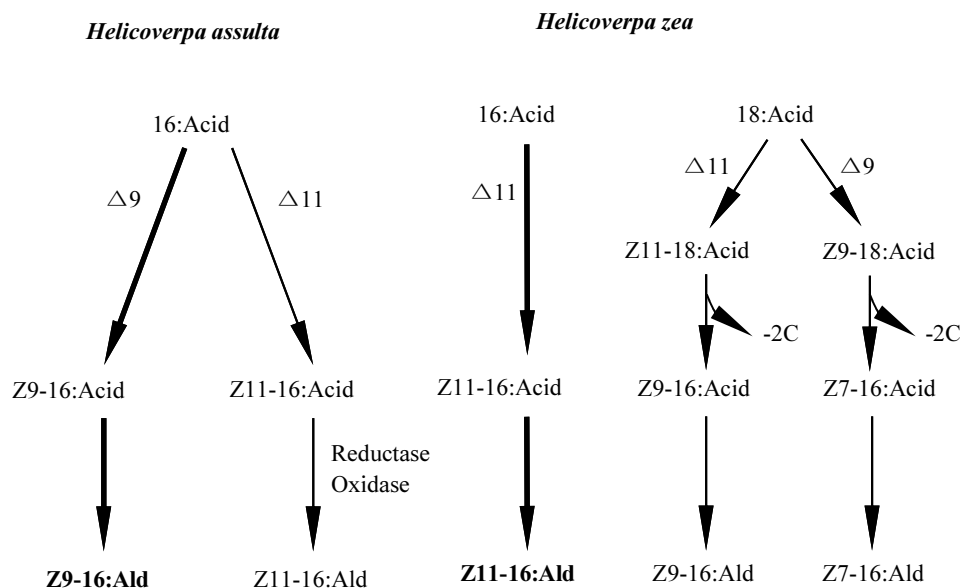 Helicoverpa assulta
Helicoverpa zea
16:Acid
16:Acid
18:Acid
△9
△11
△11
△11
△9
Z11-18:Acid
Z9-18:Acid
-2C
-2C
Z9-16:Acid
Z11-16:Acid
Z11-16:Acid
Z9-16:Acid
Z7-16:Acid
Reductase
Oxidase
Z9-16:Ald
Z11-16:Ald
Z11-16:Ald
Z9-16:Ald
Z7-16:Ald